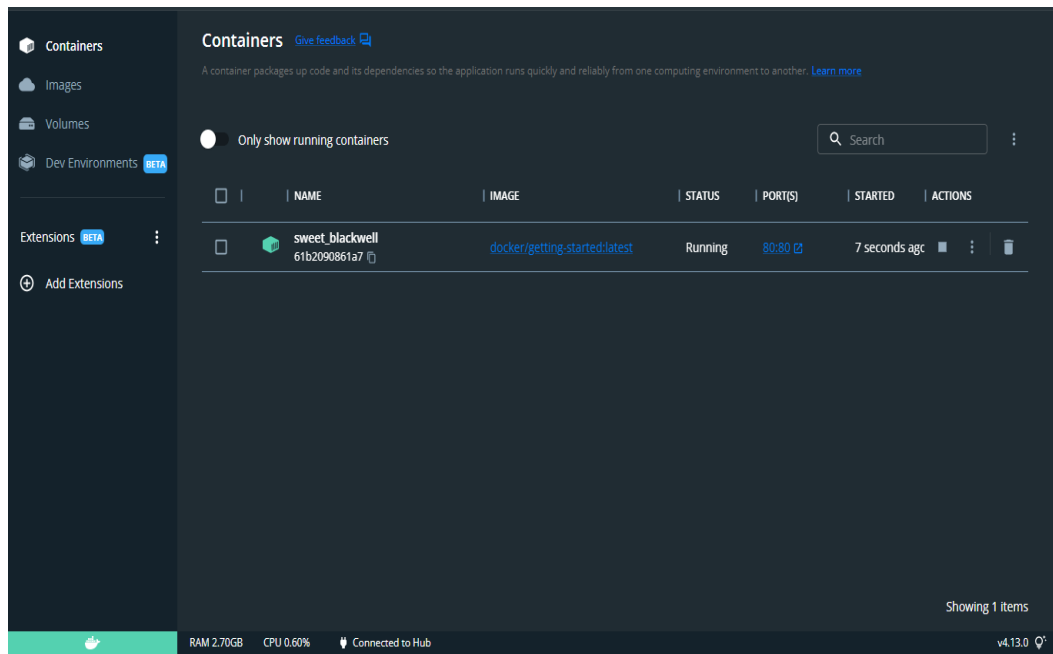 Containers
Images
Volumes
Dev Environments BETA
Extensions BETA
Add Extensions
Containers Give feedback
A container packages up code and its dependencies so the application runs quickly and reliably from one computing environment to another. Learn more
Only show running containers
Search
NAME IMAGE STATUS PORT(S) STARTED ACTIONS
sweet_blackwell
61b2090861a7
docker/getting-started:latest Running 80:80 7 seconds agc
Showing 1 items
RAM 2.70GB CPU 0.60% Connected to Hub v4.13.0